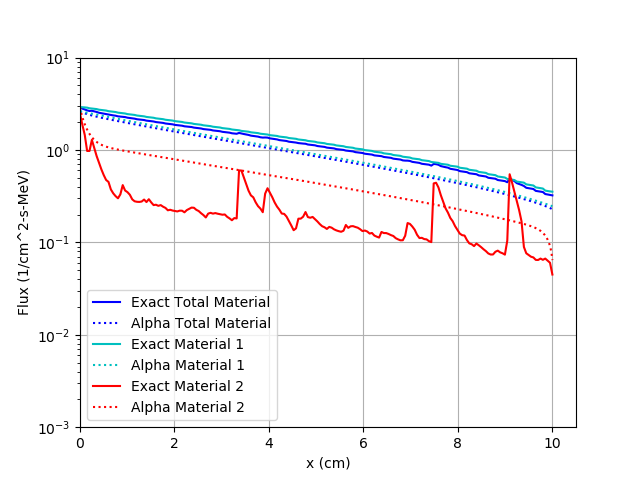 10^1
10^0
10^−1
10^−2
10^−3
Flux (1/cm^2-s-MeV)
Exact Total Material
Alpha Total Material
Exact Material 1
Alpha Material 1
Exact Material 2
Alpha Material 2
0 2 4 6 8 10
x (cm)